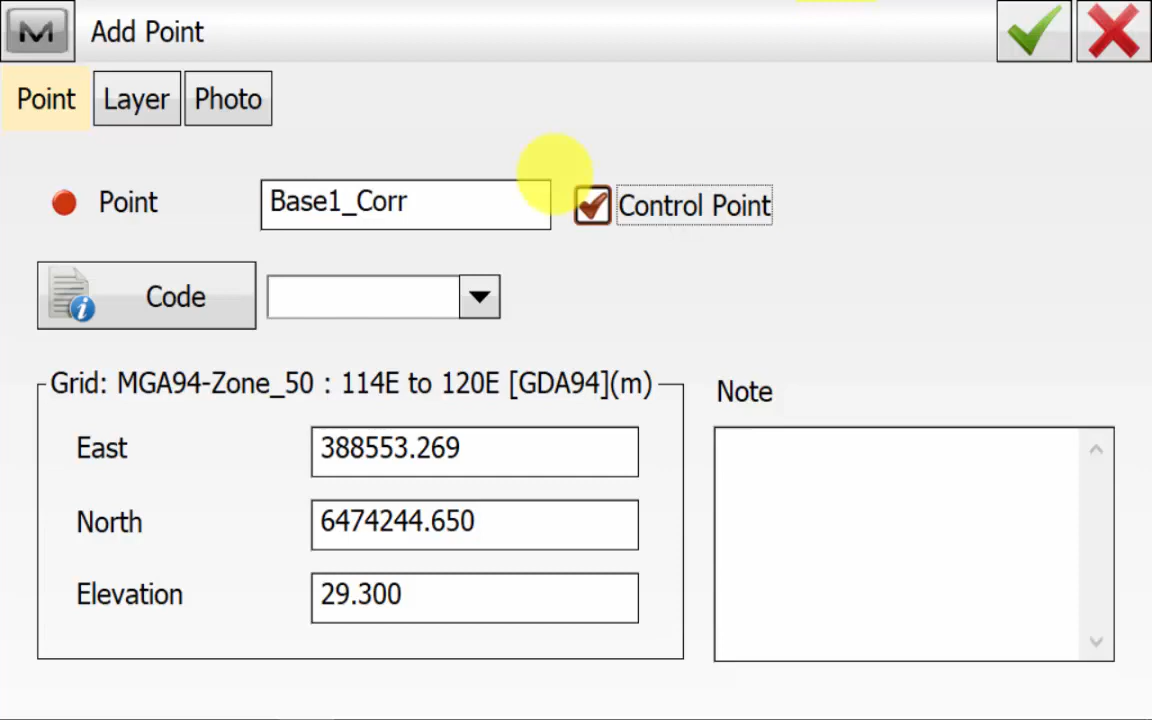 Add Point
Point Layer Photo
Point Base1_Corr Control Point
Code
Grid: MGA94-Zone_50 : 114E to 120E [GDA94](m)
Note
East 388553.269
North 6474244.650
Elevation 29.300